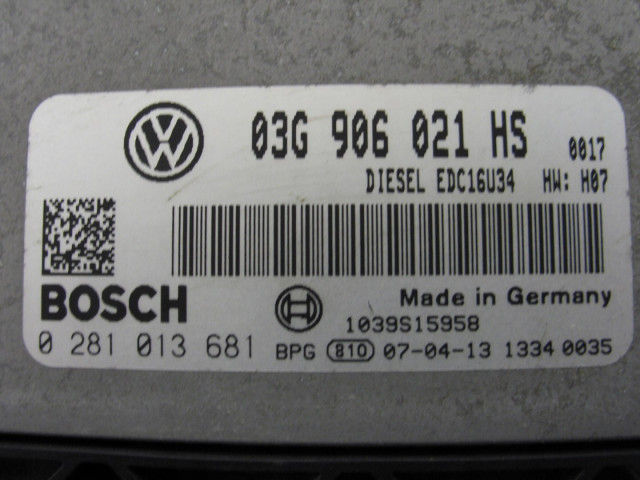 03G 906 021 HS 0017
DIESEL EDC16U34 HW: H07
BOSCH
Made in Germany
1039S15958
0 281 013 681 BPG 810 07-04-13 1334 0035